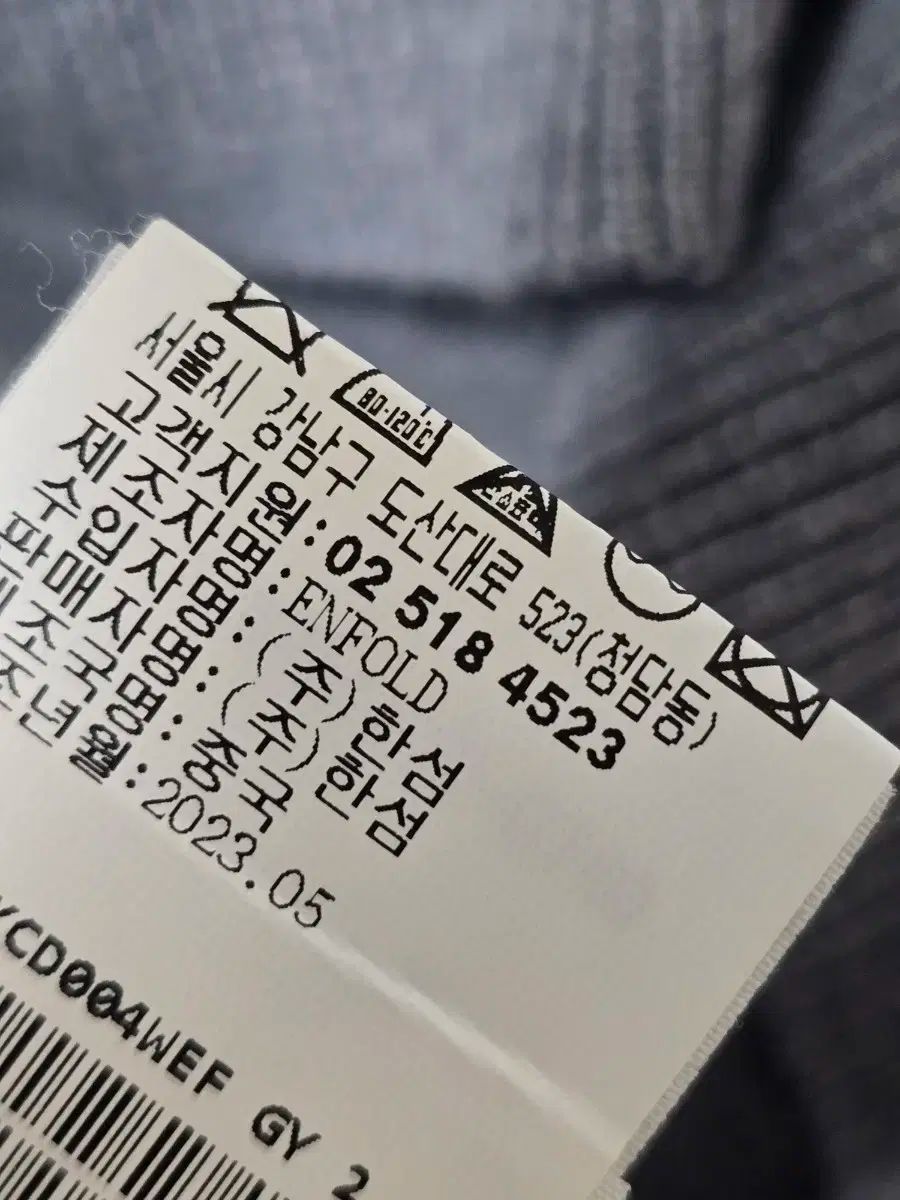 80-120℃
서울시 강남구 도산대로 523(청담동)
고객지원:02 518 4523
제조자명:ENFOLD
수입자명:(주)한섬
판매자명:(주)한섬
제조국명:중국
제조년월:2023.05
CD004WEF GY 2